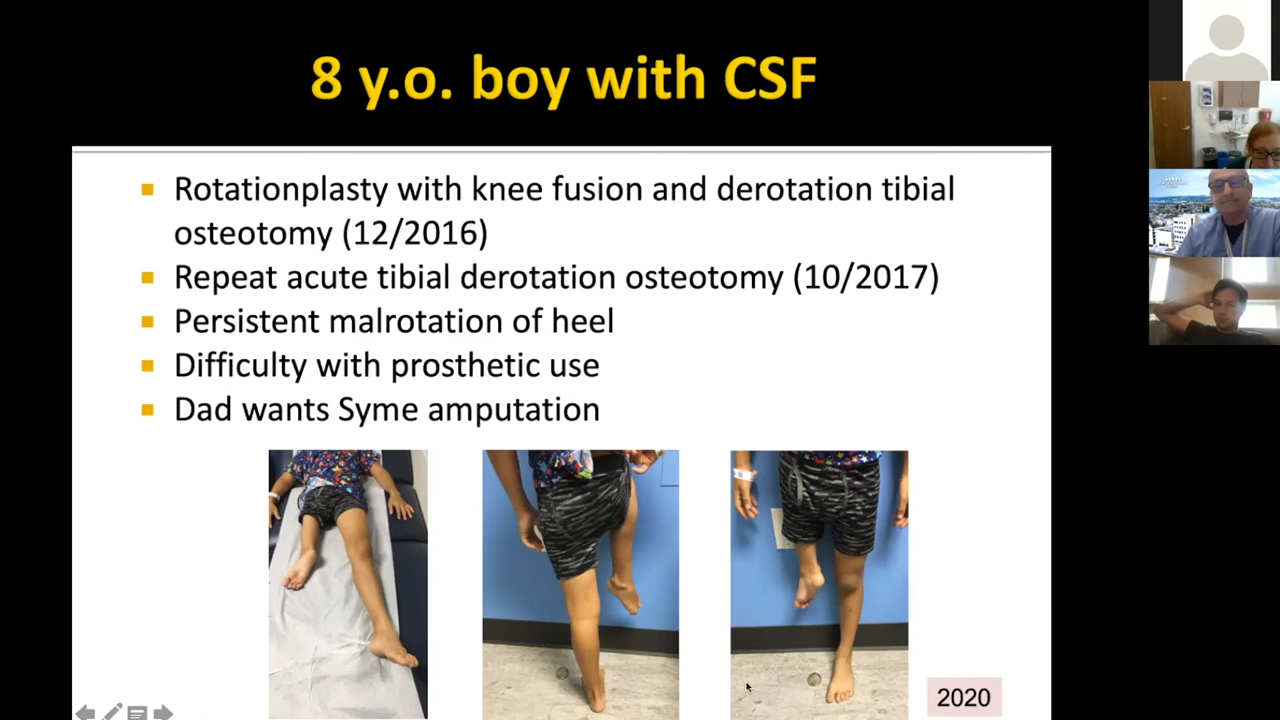 8 y.o. boy with CSF
Rotationplasty with knee fusion and derotation tibial
osteotomy (12/2016)
Repeat acute tibial derotation osteotomy (10/2017)
Persistent malrotation of heel
Difficulty with prosthetic use
Dad wants Syme amputation
2020